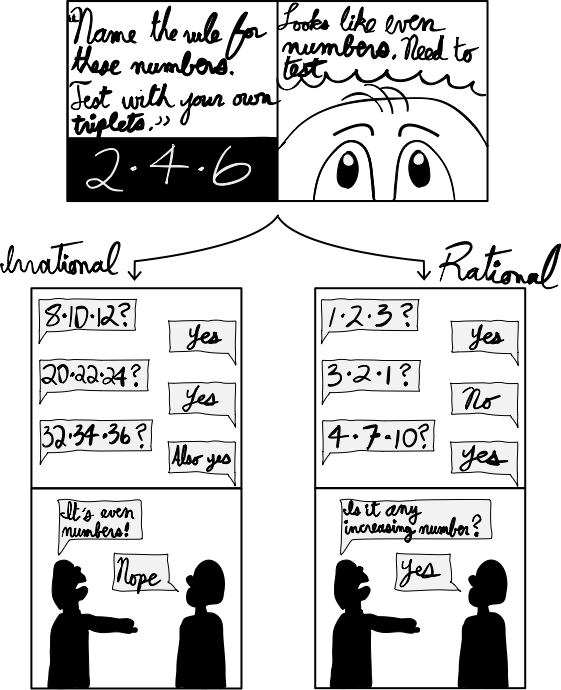 "Name the rule for
these numbers.
Test with your own
triplets."
2·4·6
Looks like even
numbers. Need to
test
Irrational
8·10·12?
Yes
20·22·24?
Yes
32·34·36?
Also yes
It's even
numbers!
Nope
Rational
1·2·3?
Yes
3·2·1?
No
4·7·10?
Yes
Is it any
increasing number?
Yes